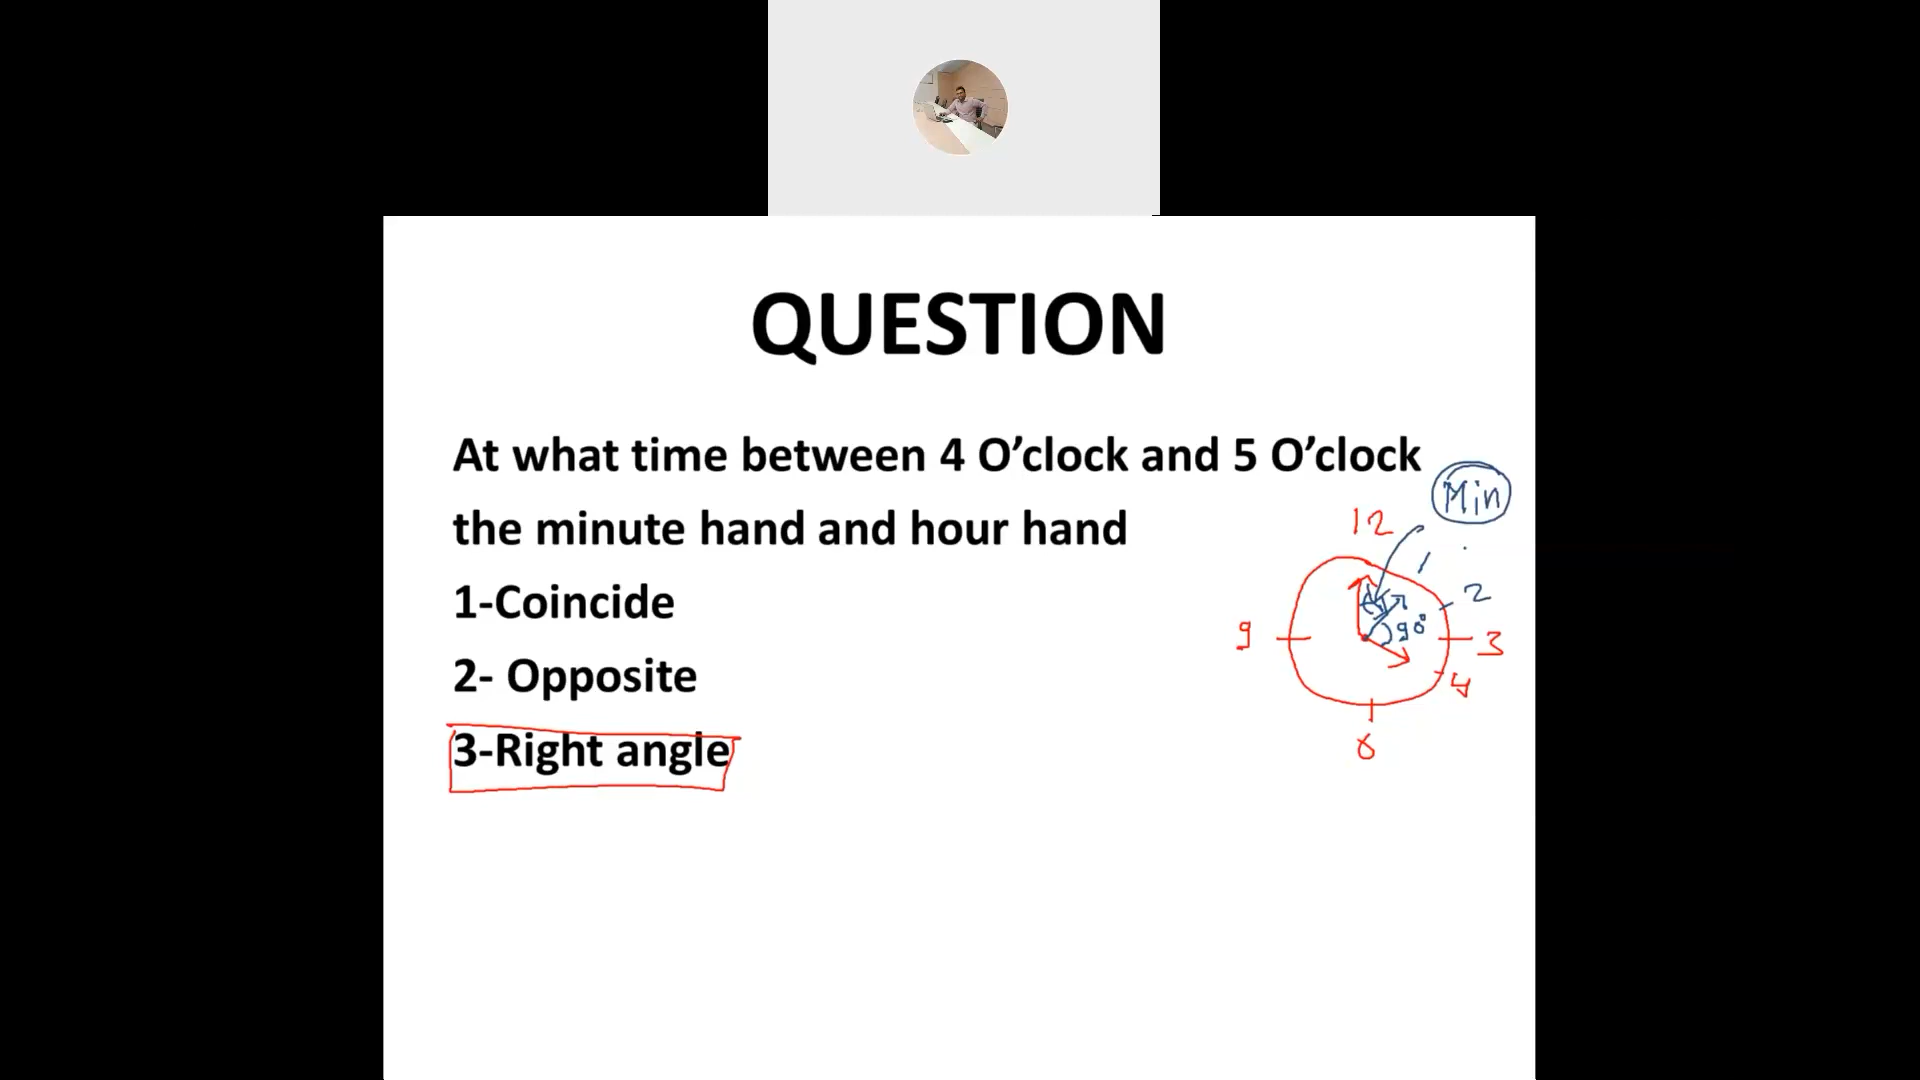 QUESTION
At what time between 4 O’clock and 5 O’clock
the minute hand and hour hand
1-Coincide
2- Opposite
3-Right angle
Min
12
1
2
90°
9
3
4
6